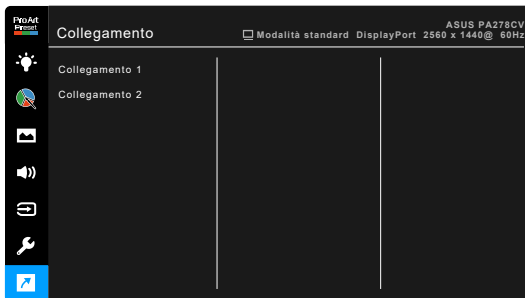 ProArt
Preset
Collegamento
ASUS PA278CV
Modalità standard DisplayPort 2560 x 1440@ 60Hz
Collegamento 1
Collegamento 2